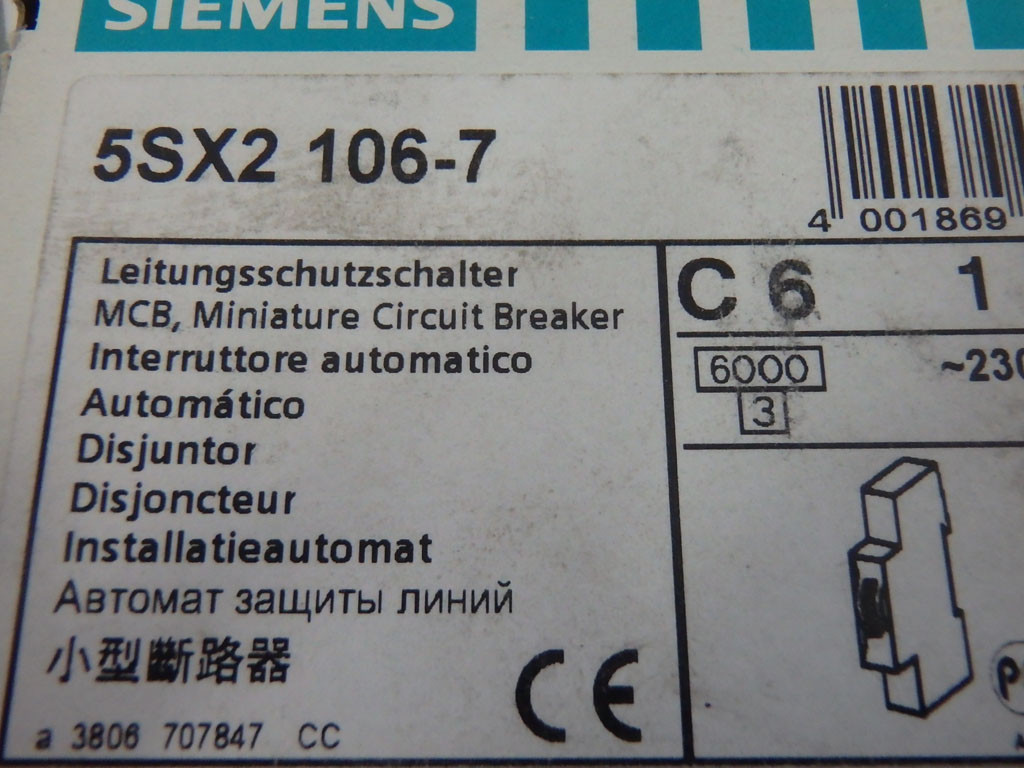 SIEMENS
5SX2 106-7
4 001869
Leitungsschutzschalter
MCB, Miniature Circuit Breaker
Interruttore automatico
Automático
Disjuntor
Disjoncteur
Installatieautomat
Автомат защиты линий
小型斷路器
a 3806 707847 CC
CE
C 6 1
6000 ~230
3